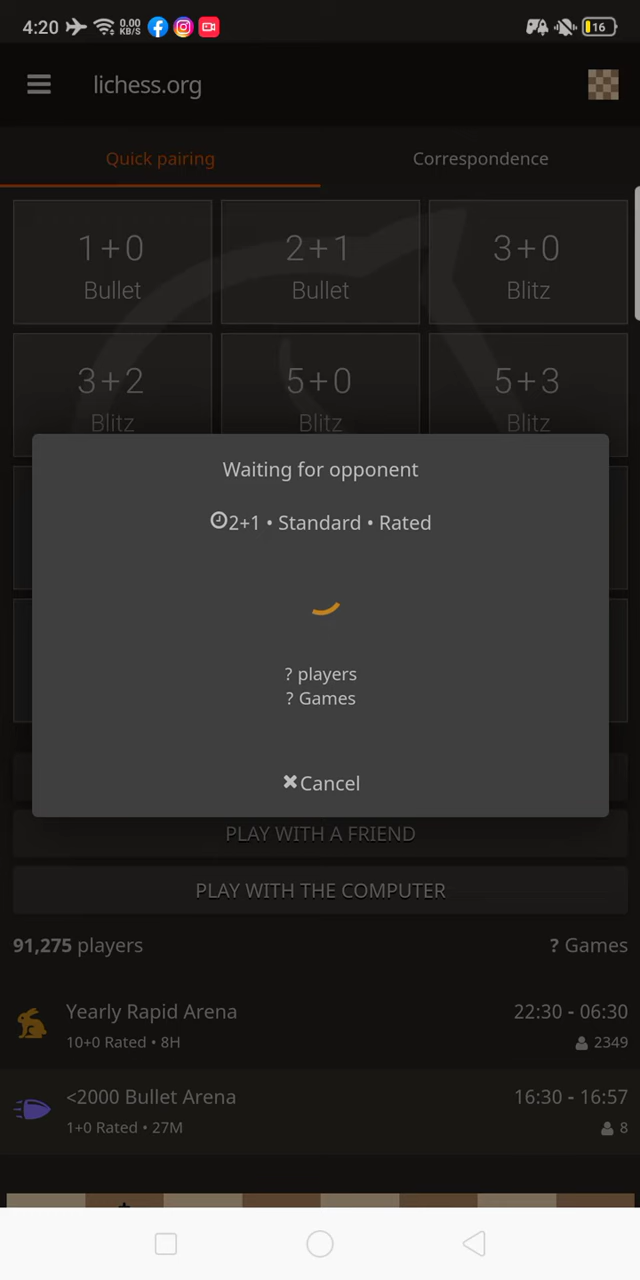 4:20 0.00 KB/S 16
lichess.org
Quick pairing Correspondence
1+0 2+1 3+0
Bullet Bullet Blitz
3+2 5+0 5+3
Blitz Blitz Blitz
Waiting for opponent
2+1 • Standard • Rated
? players
? Games
✖Cancel
PLAY WITH A FRIEND
PLAY WITH THE COMPUTER
91,275 players ? Games
Yearly Rapid Arena 22:30 - 06:30
10+0 Rated • 8H 2349
<2000 Bullet Arena 16:30 - 16:57
1+0 Rated • 27M 8